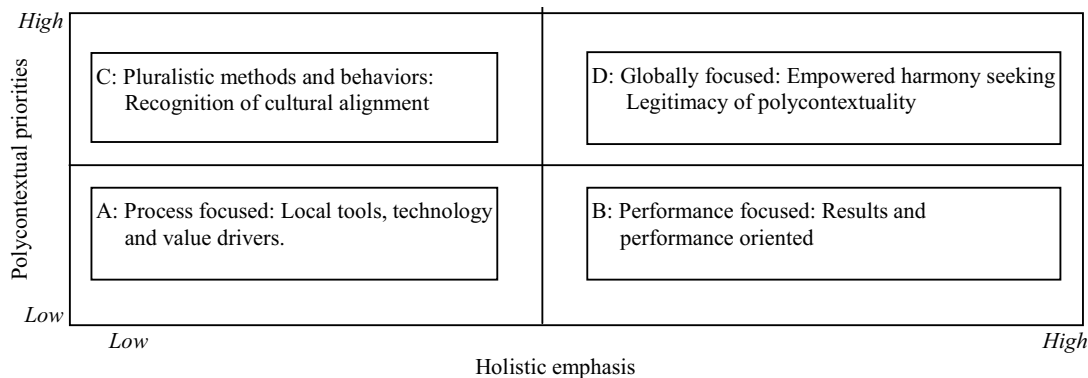 High
C: Pluralistic methods and behaviors:
Recognition of cultural alignment
D: Globally focused: Empowered harmony seeking
Legitimacy of polycontextuality
Polycontextual priorities
A: Process focused: Local tools, technology
and value drivers.
B: Performance focused: Results and
performance oriented
Low
Low
High
Holistic emphasis